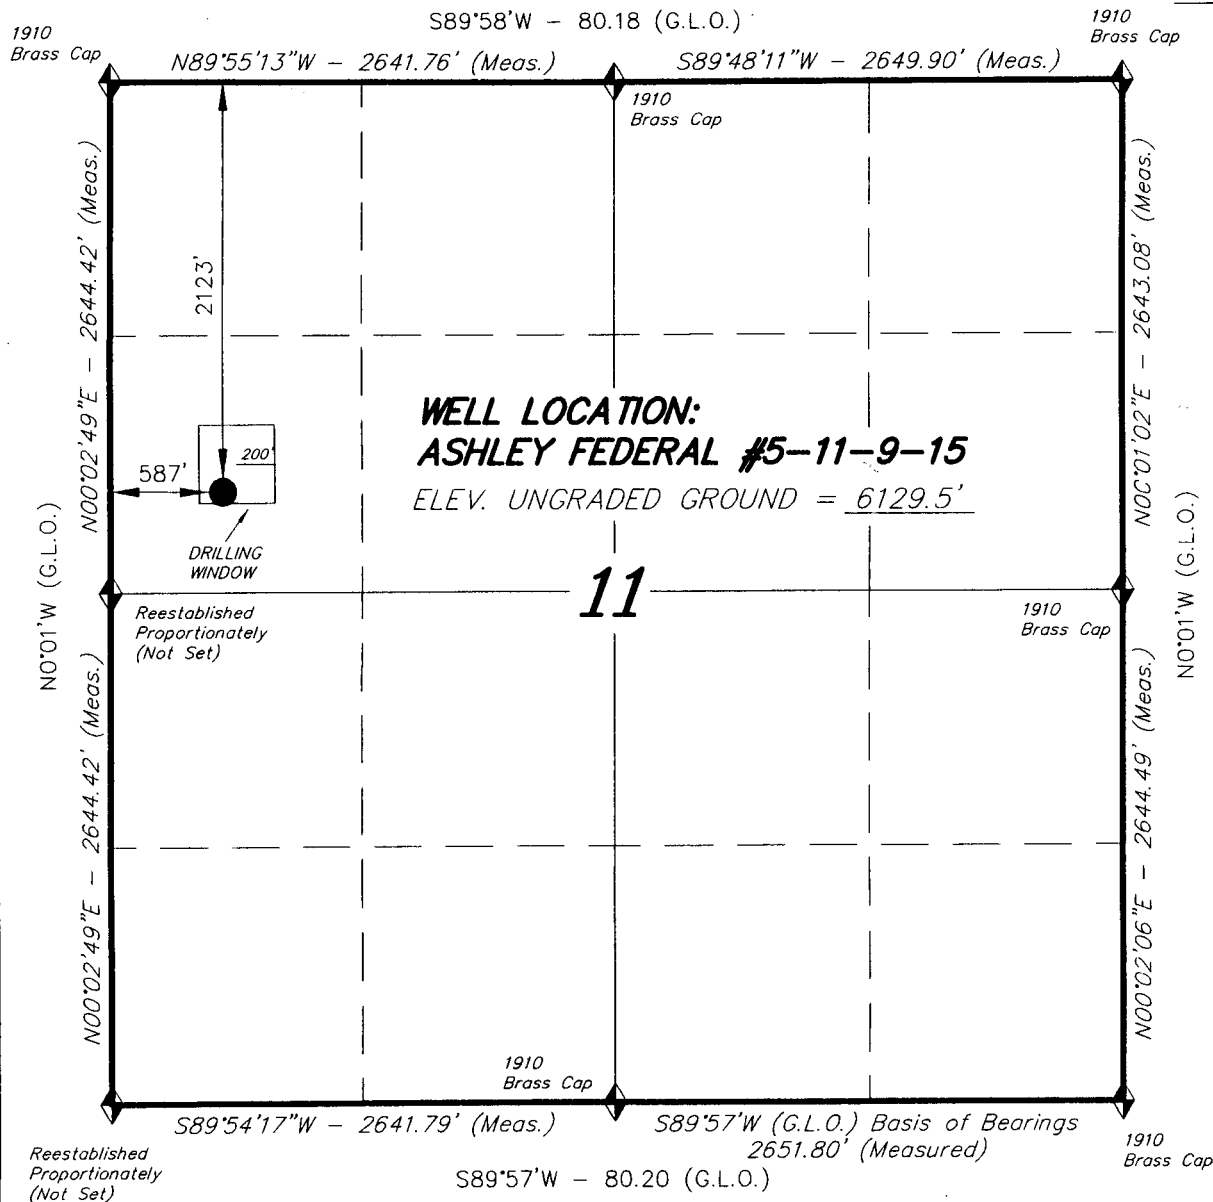 S89°58'W - 80.18 (G.L.O.)
1910
Brass Cap
1910
Brass Cap
N89°55'13"W - 2641.76' (Meas.)
S89°48'11"W - 2649.90' (Meas.)
1910
Brass Cap
N00°02'49"E - 2644.42' (Meas.)
2123'
N0C°01'02"E - 2643.08' (Meas.)
WELL LOCATION:
ASHLEY FEDERAL #5-11-9-15
ELEV. UNGRADED GROUND = 6129.5'
200'
587'
DRILLING
WINDOW
N0°01'W (G.L.O.)
N0°01'W (G.L.O.)
11
Reestablished
Proportionately
(Not Set)
1910
Brass Cap
N00°02'49"E - 2644.42' (Meas.)
N00°02'06"E - 2644.49' (Meas.)
1910
Brass Cap
S89°54'17"W - 2641.79' (Meas.)
S89°57'W (G.L.O.) Basis of Bearings
2651.80' (Measured)
Reestablished
Proportionately
(Not Set)
1910
Brass Cap
S89°57'W - 80.20 (G.L.O.)